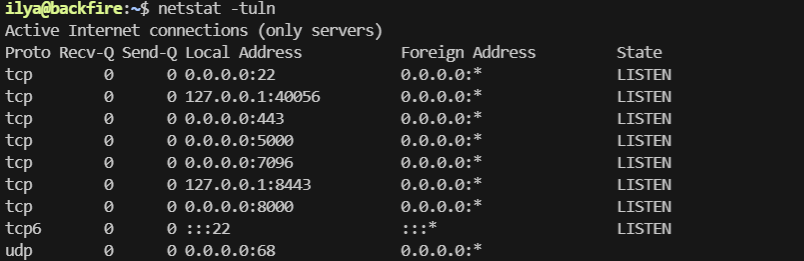 ilya@backfire:~$ netstat -tuln
Active Internet connections (only servers)
Proto Recv-Q Send-Q Local Address           Foreign Address         State
tcp        0      0 0.0.0.0:22              0.0.0.0:*               LISTEN
tcp        0      0 127.0.0.1:40056         0.0.0.0:*               LISTEN
tcp        0      0 0.0.0.0:443             0.0.0.0:*               LISTEN
tcp        0      0 0.0.0.0:5000            0.0.0.0:*               LISTEN
tcp        0      0 0.0.0.0:7096            0.0.0.0:*               LISTEN
tcp        0      0 127.0.0.1:8443          0.0.0.0:*               LISTEN
tcp        0      0 0.0.0.0:8000            0.0.0.0:*               LISTEN
tcp6       0      0 :::22                   :::*                    LISTEN
udp        0      0 0.0.0.0:68              0.0.0.0:*